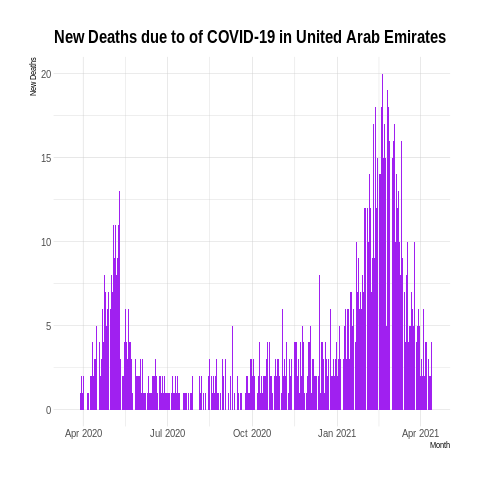 New Deaths due to of COVID-19 in United Arab Emirates
New Deaths
20
15
10
5
0
Apr 2020 Jul 2020 Oct 2020 Jan 2021 Apr 2021
Month